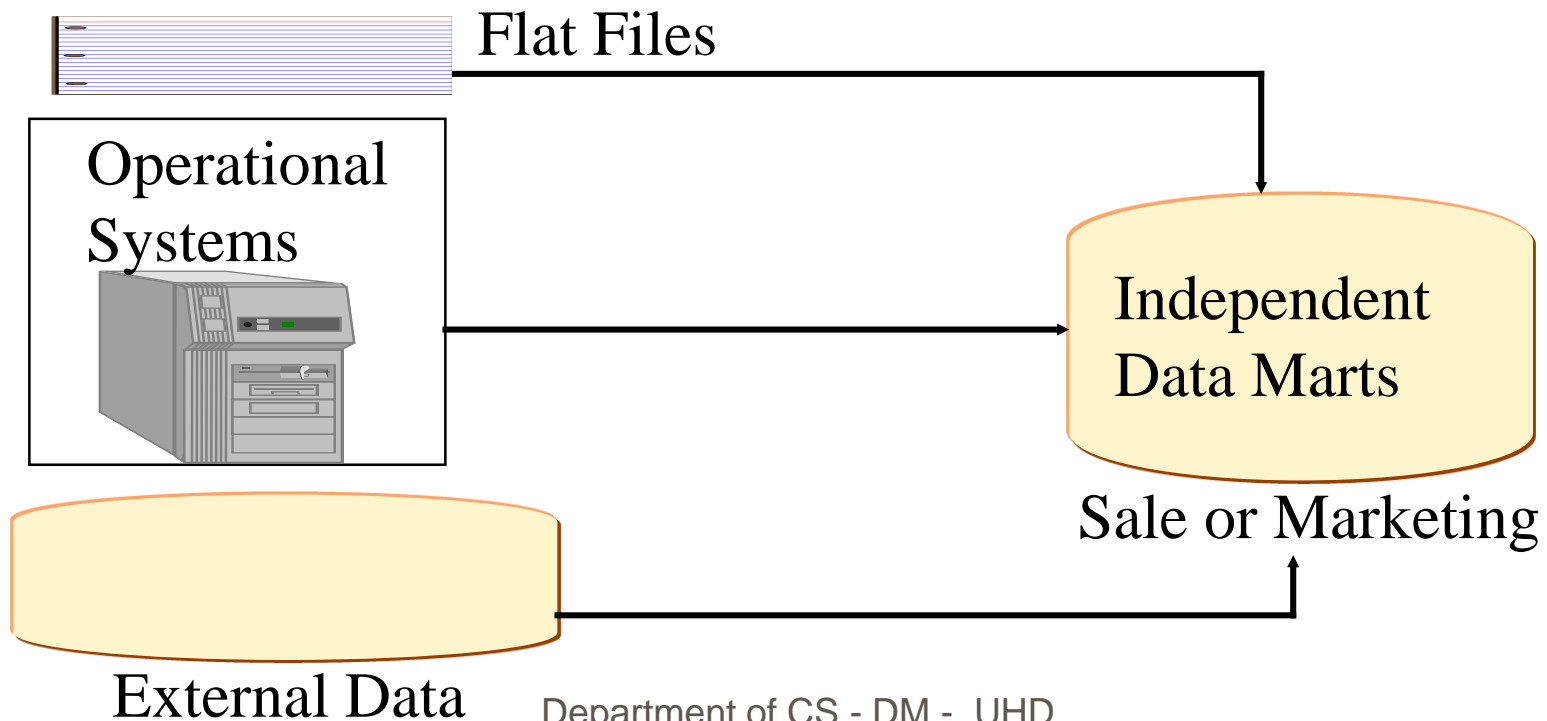 Flat Files
Operational
Systems
Independent
Data Marts
Sale or Marketing
External Data
Department of CS - DM - UHD